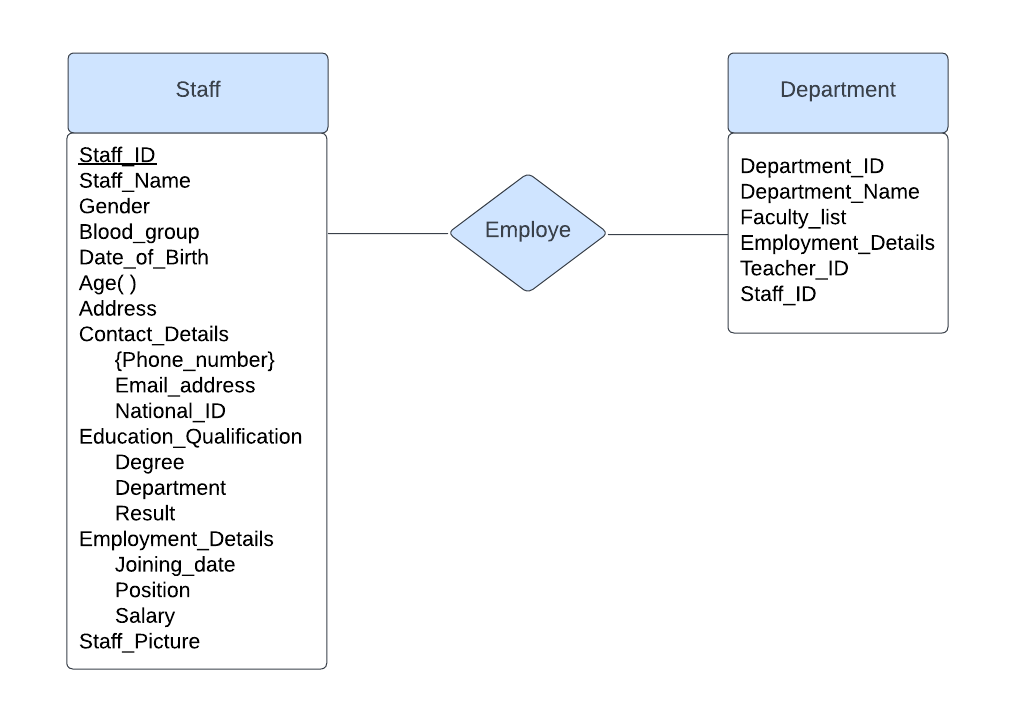 Staff
Staff_ID
Staff_Name
Gender
Blood_group
Date_of_Birth
Age( )
Address
Contact_Details
{Phone_number}
Email_address
National_ID
Education_Qualification
Degree
Department
Result
Employment_Details
Joining_date
Position
Salary
Staff_Picture
Employe
Department
Department_ID
Department_Name
Faculty_list
Employment_Details
Teacher_ID
Staff_ID